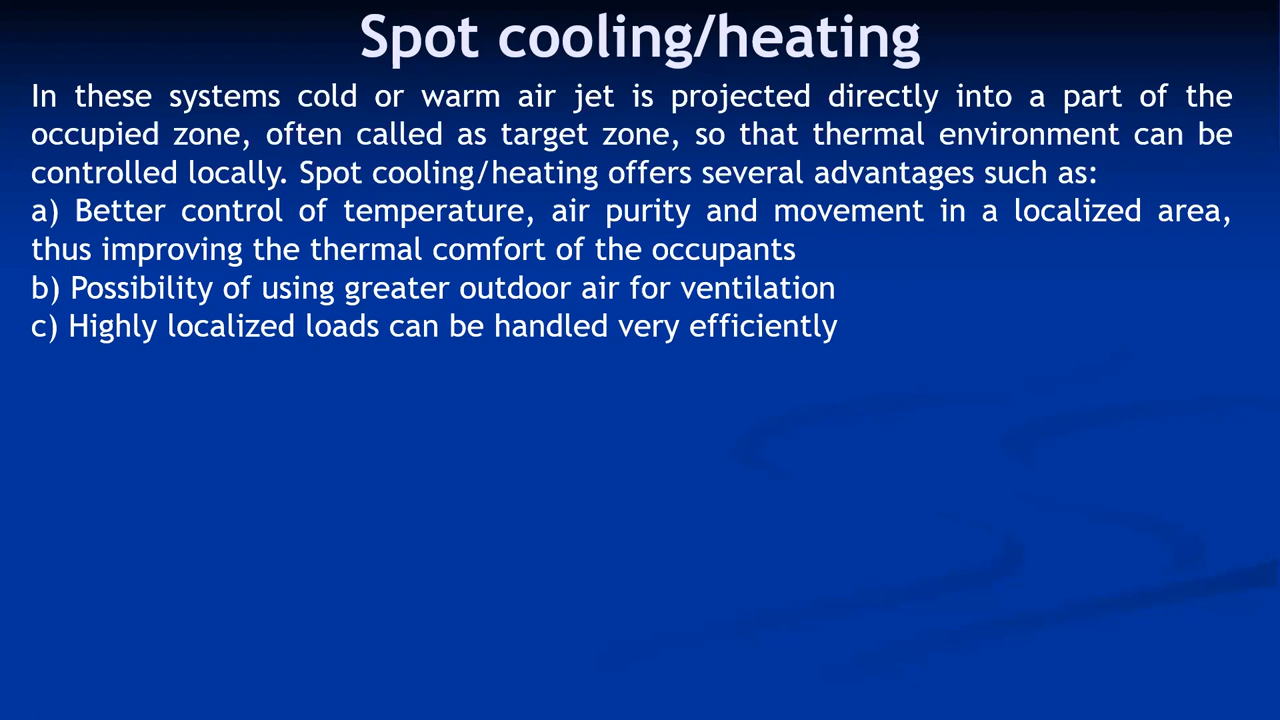 Spot cooling/heating
In these systems cold or warm air jet is projected directly into a part of the
occupied zone, often called as target zone, so that thermal environment can be
controlled locally. Spot cooling/heating offers several advantages such as:
a) Better control of temperature, air purity and movement in a localized area,
thus improving the thermal comfort of the occupants
b) Possibility of using greater outdoor air for ventilation
c) Highly localized loads can be handled very efficiently